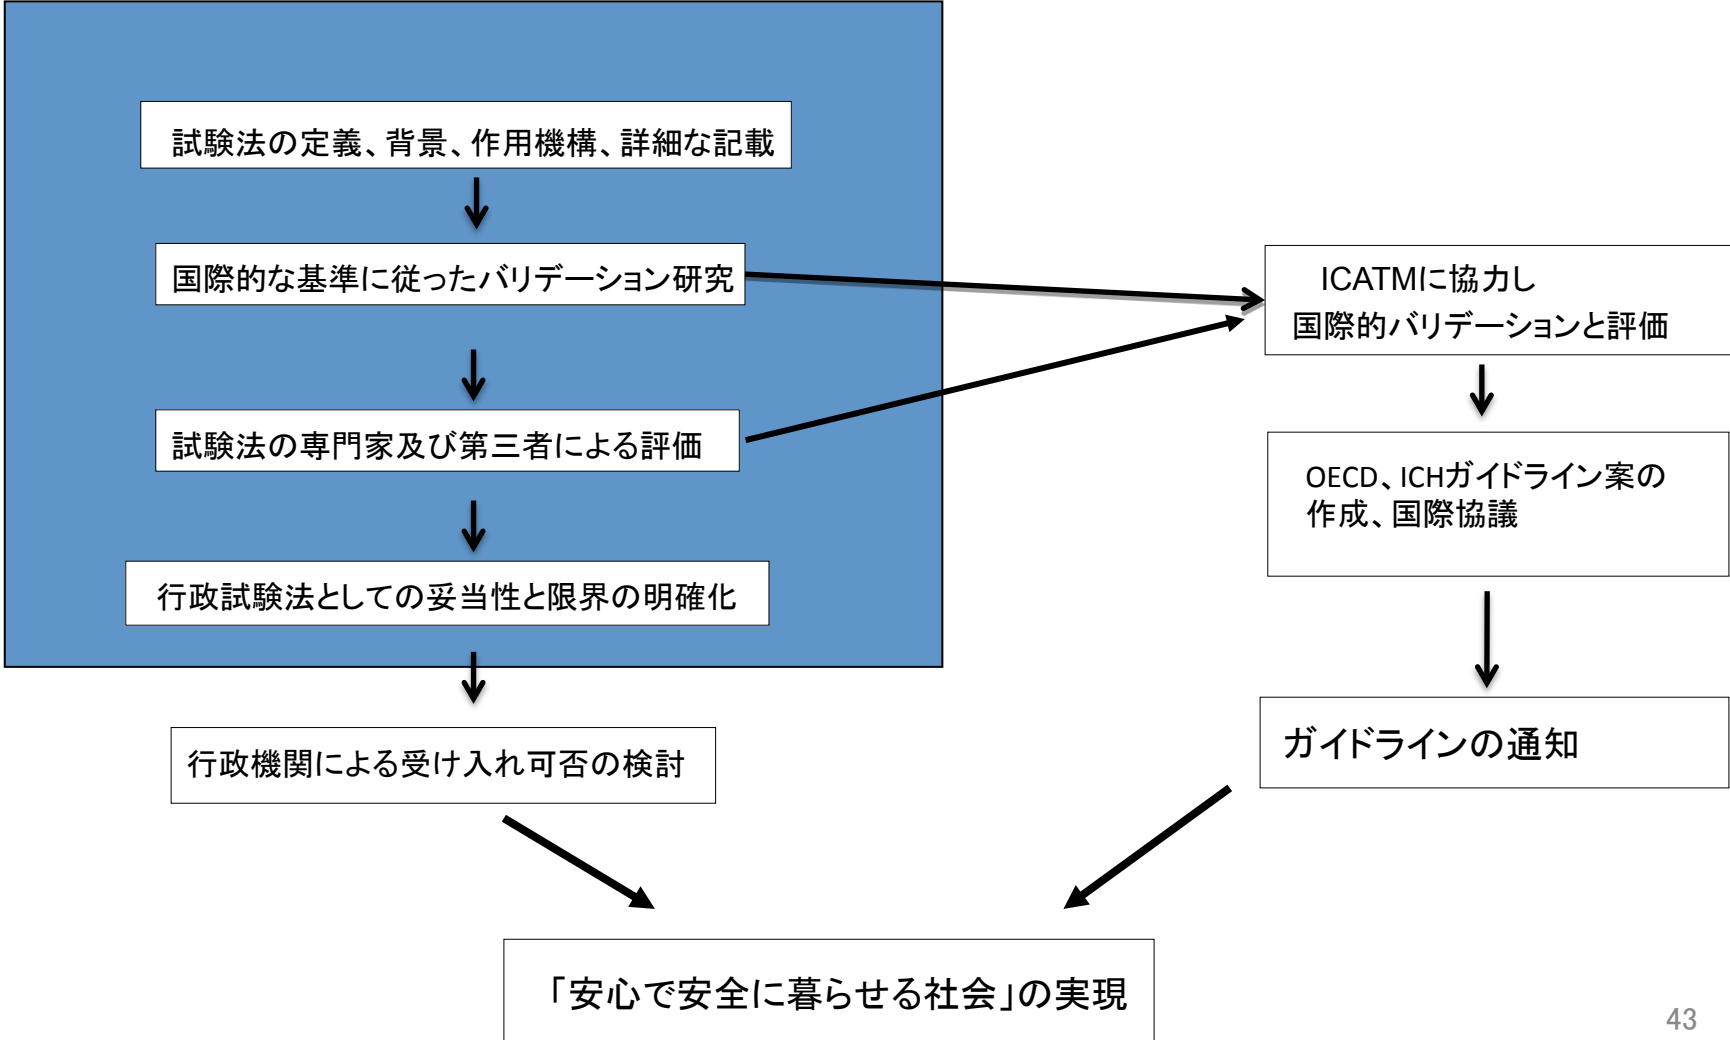 試験法の定義、背景、作用機構、詳細な記載
国際的な基準に従ったバリデーション研究
試験法の専門家及び第三者による評価
行政試験法としての妥当性と限界の明確化
行政機関による受け入れ可否の検討
ICATMに協力し
国際的バリデーションと評価
OECD、ICHガイドライン案の
作成、国際協議
ガイドラインの通知
「安心で安全に暮らせる社会」の実現
43